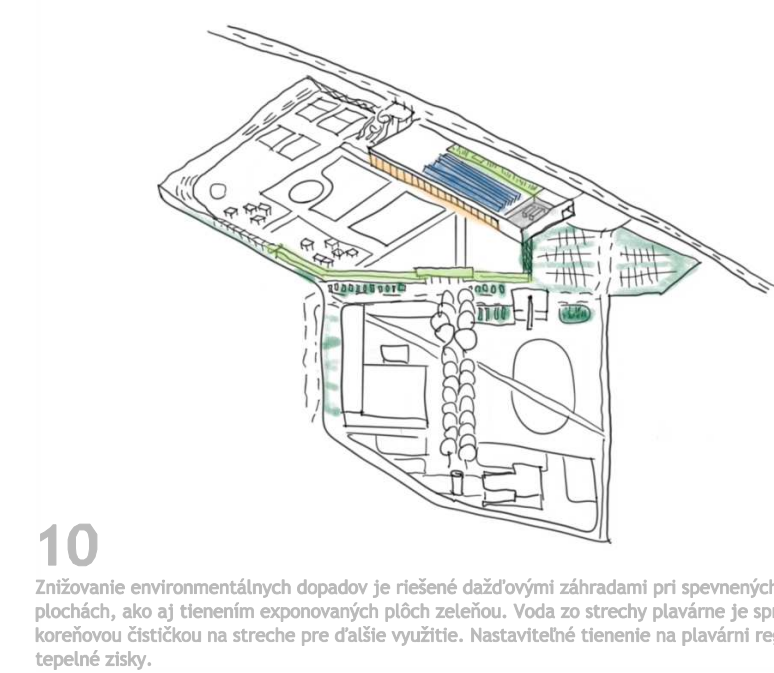 10
Znižovanie environmentálnych dopadov je riešené dažďovými záhradami pri spevnených
plochách, ako aj tienením exponovaných plôch zeleňou. Voda zo strechy plavárne je
koreňovou čističkou na streche pre ďalšie využitie. Nastaviteľné tienenie na plavárni
tepelné zisky.